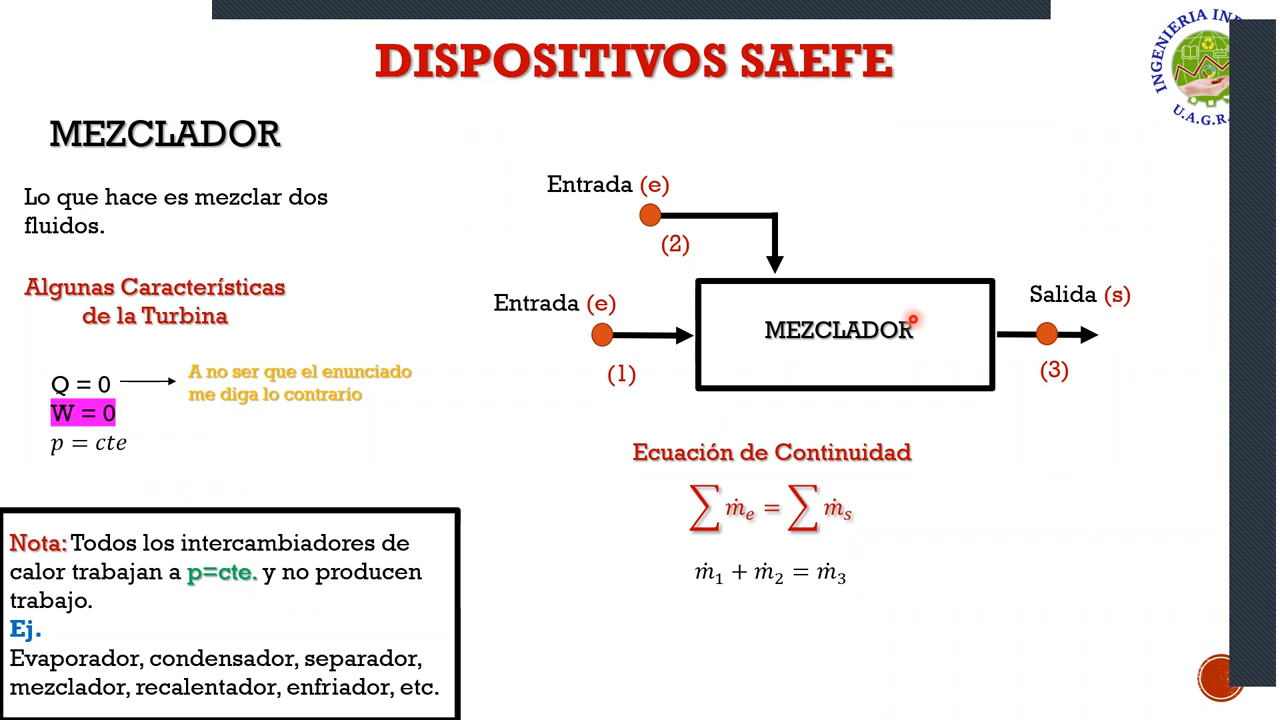 DISPOSITIVOS SAEFE
INGENIERIA IN
U.A.G.R.
MEZCLADOR
Lo que hace es mezclar dos
fluidos.
Algunas Características
de la Turbina
Q = 0
A no ser que el enunciado
me diga lo contrario
W = 0
p = cte
Nota: Todos los intercambiadores de
calor trabajan a p=cte. y no producen
trabajo.
Ej.
Evaporador, condensador, separador,
mezclador, recalentador, enfriador, etc.
Entrada (e)
(2)
Entrada (e)
(1)
MEZCLADOR
Salida (s)
(3)
Ecuación de Continuidad
∑ ṁₑ = ∑ ṁₛ
ṁ₁ + ṁ₂ = ṁ₃